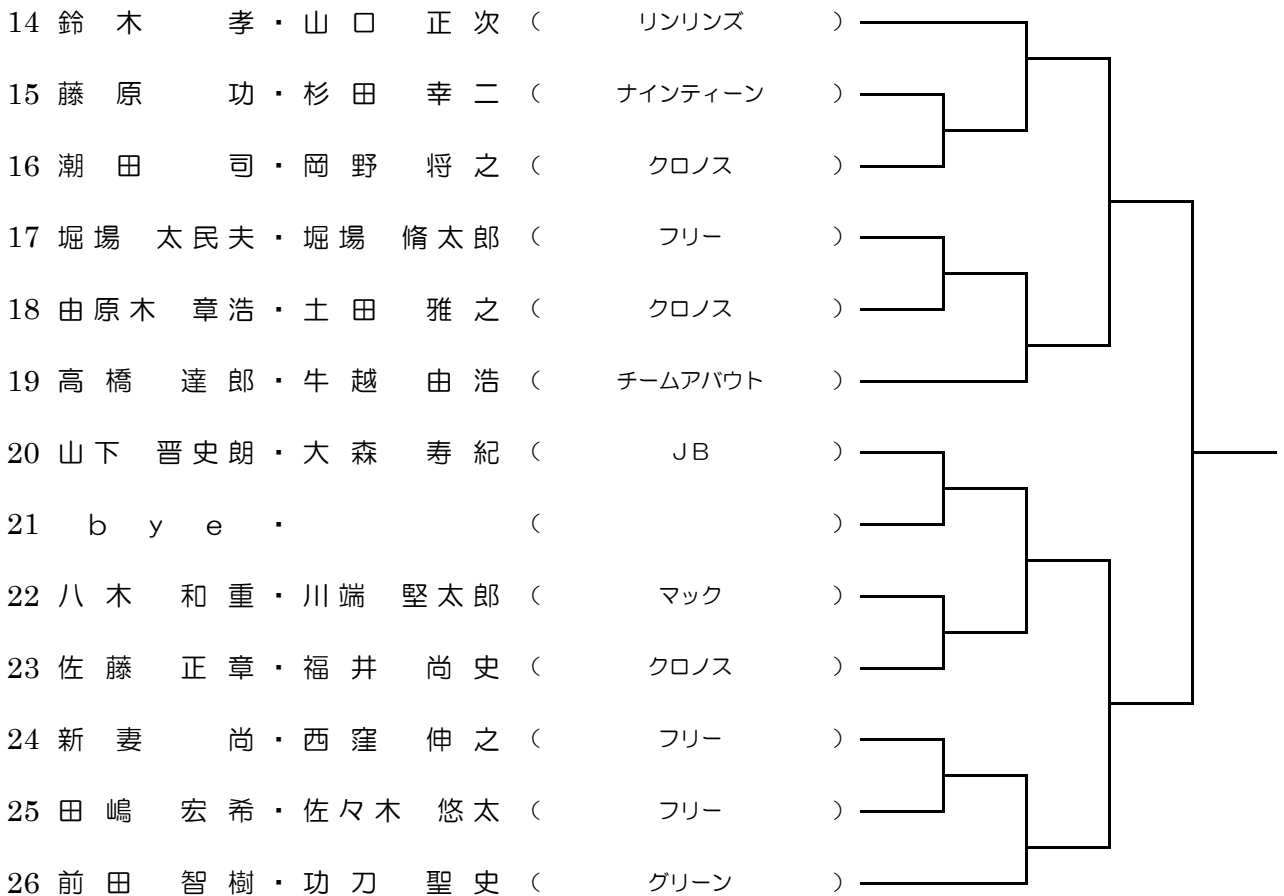 14 鈴木 孝・山口 正次 ( リンリンズ )
15 藤原 功・杉田 幸二 ( ナインティーン )
16 潮田 司・岡野 将之 ( クロノス )
17 堀場 太民夫・堀場 脩太郎 ( フリー )
18 由原木 章浩・土田 雅之 ( クロノス )
19 高橋 達郎・牛越 由浩 ( チームアバウト )
20 山下 晋史朗・大森 寿紀 ( JB )
21 bye・ ( )
22 八木 和重・川端 堅太郎 ( マック )
23 佐藤 正章・福井 尚史 ( クロノス )
24 新妻 尚・西窪 伸之 ( フリー )
25 田嶋 宏希・佐々木 悠太 ( フリー )
26 前田 智樹・功刀 聖史 ( グリーン )